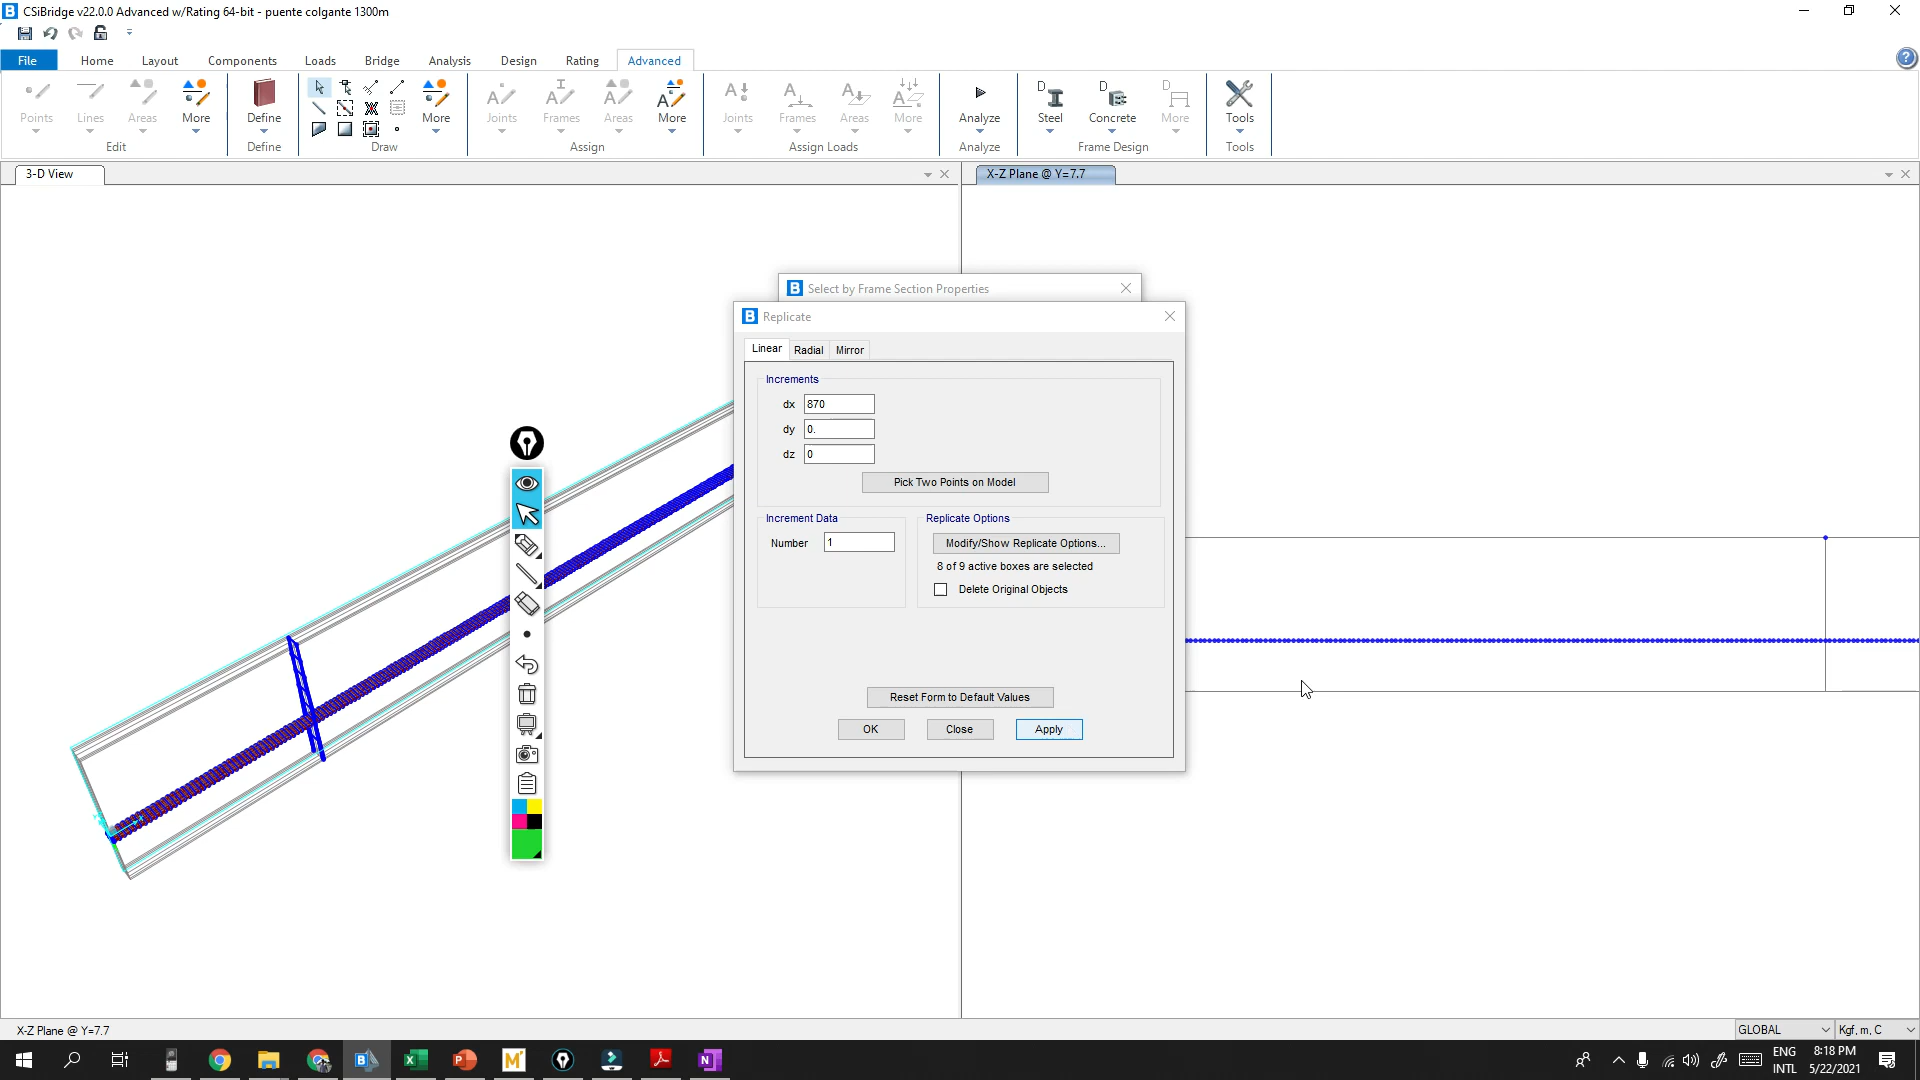 CSiBridge v22.0.0 Advanced w/Rating 64-bit - puente colgante 1300m
File Home Layout Components Loads Bridge Analysis Design Rating Advanced
Points Lines Areas More Define More Joints Frames Areas More Joints Frames Areas More Analyze Steel Concrete More Tools
Edit Define Draw Assign Assign Loads Analyze Frame Design Tools
3-D View
X-Z Plane @ Y=7.7
Select by Frame Section Properties
Replicate
Linear Radial Mirror
Increments
dx 870
dy 0.
dz 0
Pick Two Points on Model
Increment Data
Number 1
Replicate Options
Modify/Show Replicate Options...
8 of 9 active boxes are selected
Delete Original Objects
Reset Form to Default Values
OK Close Apply
X-Z Plane @ Y=7.7
GLOBAL
Kgf, m, C
ENG
INTL
8:18 PM
5/22/2021